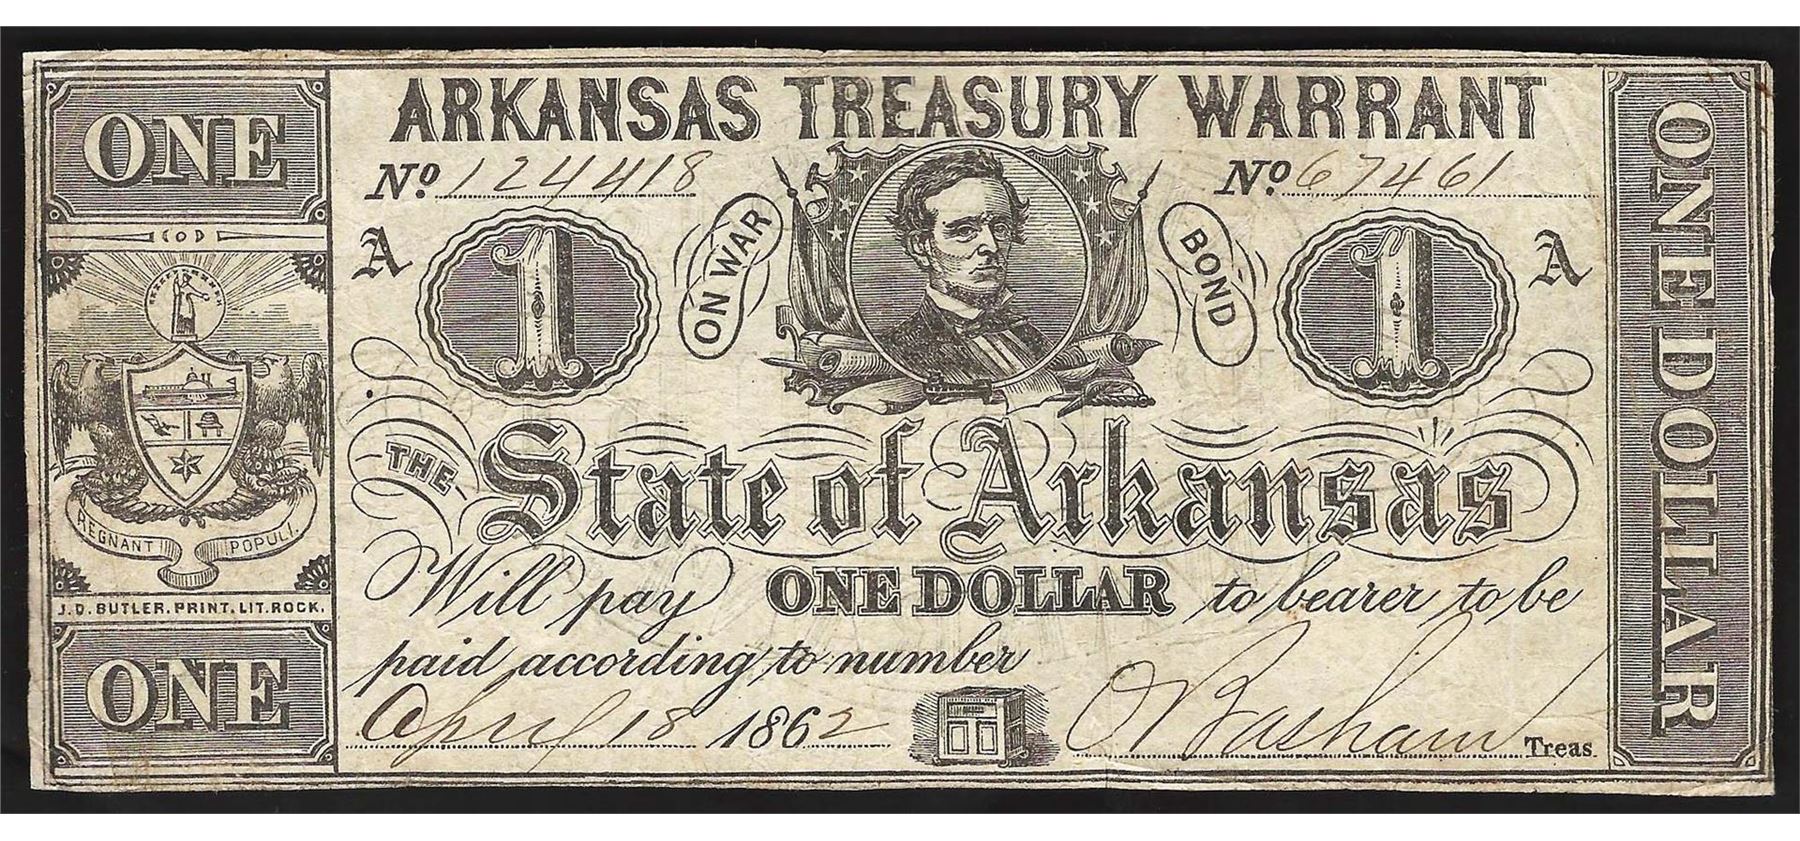 ARKANSAS TREASURY WARRANT
No. 124418
No. 67461
ONE
A
1
ON WAR
BOND
1
A
THE State of Arkansas
REGNANT POPULI.
J.D. BUTLER, PRINT. LIT. ROCK.
Will pay ONE DOLLAR to bearer to be
paid according to number
April 18 1862
O Basham Treas.
ONE
ONE DOLLAR